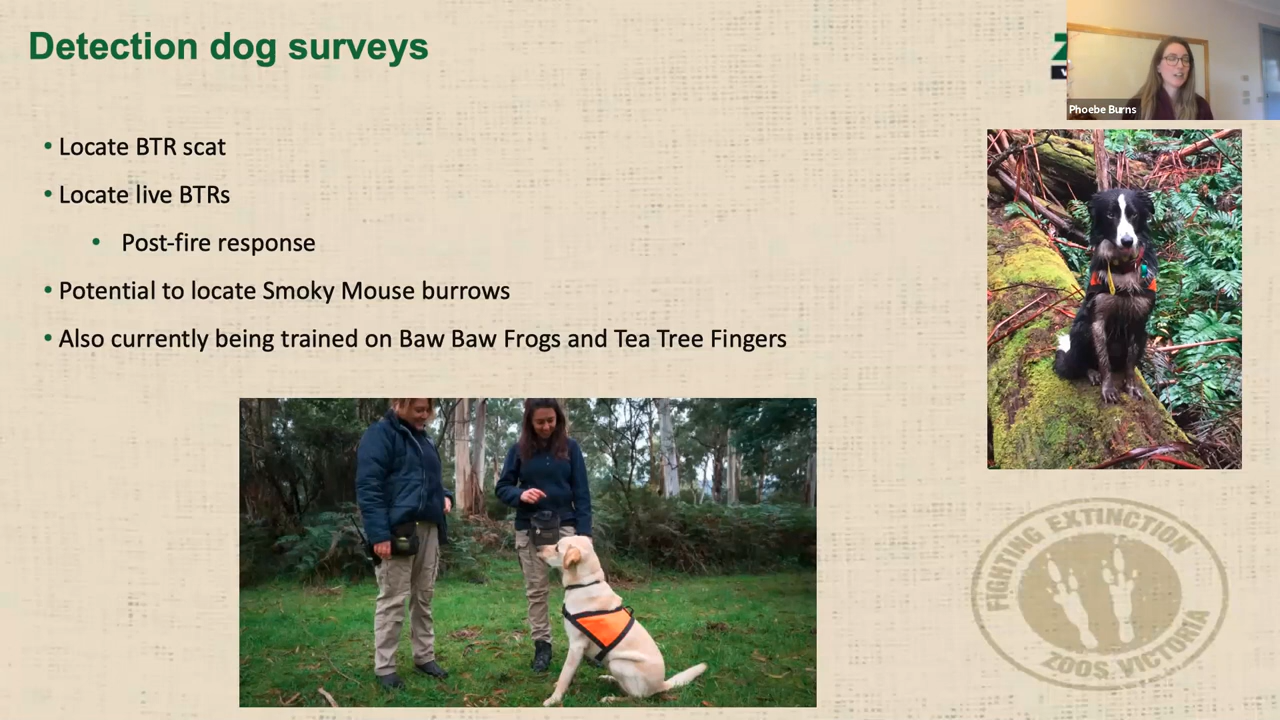 Detection dog surveys
Phoebe Burns
• Locate BTR scat
• Locate live BTRs
• Post-fire response
• Potential to locate Smoky Mouse burrows
• Also currently being trained on Baw Baw Frogs and Tea Tree Fingers
FIGHTING EXTINCTION
ZOOS VICTORIA